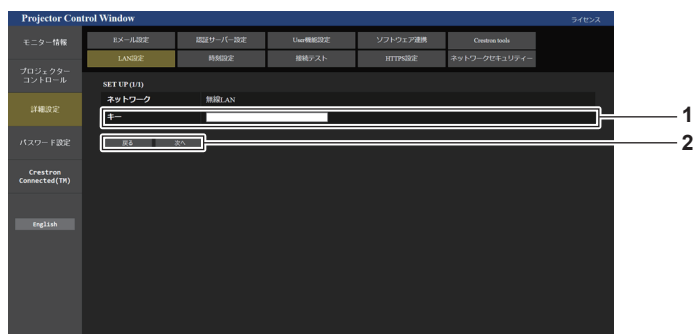 Projector Control Window
ライセンス
モニター情報
Eメール設定
認証サーバー設定
User機能設定
ソフトウェア連携
Crestron tools
LAN設定
時刻設定
接続テスト
HTTPS設定
ネットワークセキュリティー
プロジェクター
コントロール
SET UP (1/1)
ネットワーク
無線LAN
詳細設定
キー
1
パスワード設定
戻る
次へ
2
Crestron
Connected(TM)
English